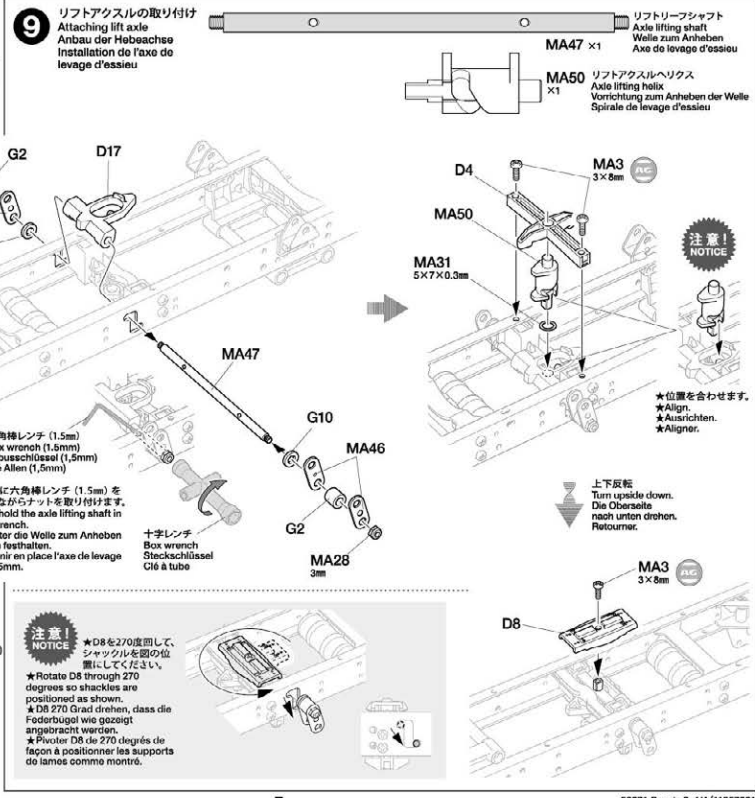 9
リフトアクスルの取り付け
Attaching lift axle
Anbau der Hebeachse
Installation de l'axe de
levage d'essieu
MA47 ×1
リフトリーフシャフト
Axle lifting shaft
Welle zum Anheben
Axe de levage d'essieu
MA50
×1
リフトアクスルヘリクス
Axle lifting helix
Vorrichtung zum Anheben der Welle
Spirale de levage d'essieu
G2
D17
MA47
G10
MA46
G2
MA28
3mm
角棒レンチ (1.5mm)
x wrench (1.5mm)
busschlüssel (1,5mm)
Allen (1,5mm)
に六角棒レンチ (1.5mm) を
ながらナットを取り付けます。
hold the axle lifting shaft in
rench.
ter die Welle zum Anheben
festhalten.
nir en place l'axe de levage
5mm.
十字レンチ
Box wrench
Steckschlüssel
Clé à tube
D4
MA3
3×8mm
MA50
MA31
5×7×0.3mm
注意!
NOTICE
★位置を合わせます。
★Align.
★Ausrichten.
★Aligner.
上下反転
Turn upside down.
Die Oberseite
nach unten drehen.
Retourner.
MA3
3×8mm
D8
注意!
NOTICE
★D8を270度回して、
シャックルを図の位
置にしてください。
★Rotate D8 through 270
degrees so shackles are
positioned as shown.
★D8 270 Grad drehen, dass die
Federbügel wie gezeigt
angebracht werden.
★Pivoter D8 de 270 degrés de
façon à positionner les supports
de lames comme montré.